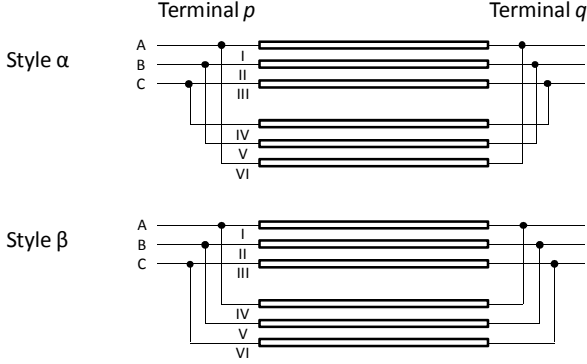 Terminal p Terminal q
Style α
A
B
C
I
II
III
IV
V
VI
Style β
A
B
C
I
II
III
IV
V
VI